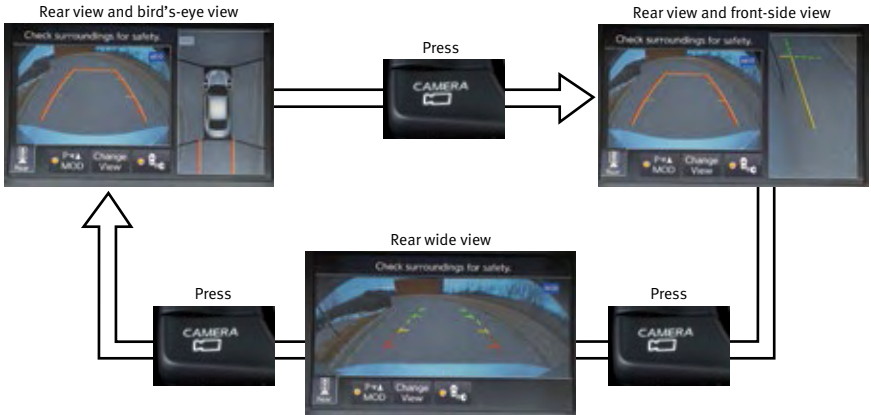 Rear view and bird's-eye view
Check surroundings for safety.
MOD
Change
View
Press
CAMERA
Rear view and front-side view
Check surroundings for safety.
MOD
Change
View
Rear wide view
Check surroundings for safety.
Rear
MOD
Change
View
Press
CAMERA
Press
CAMERA